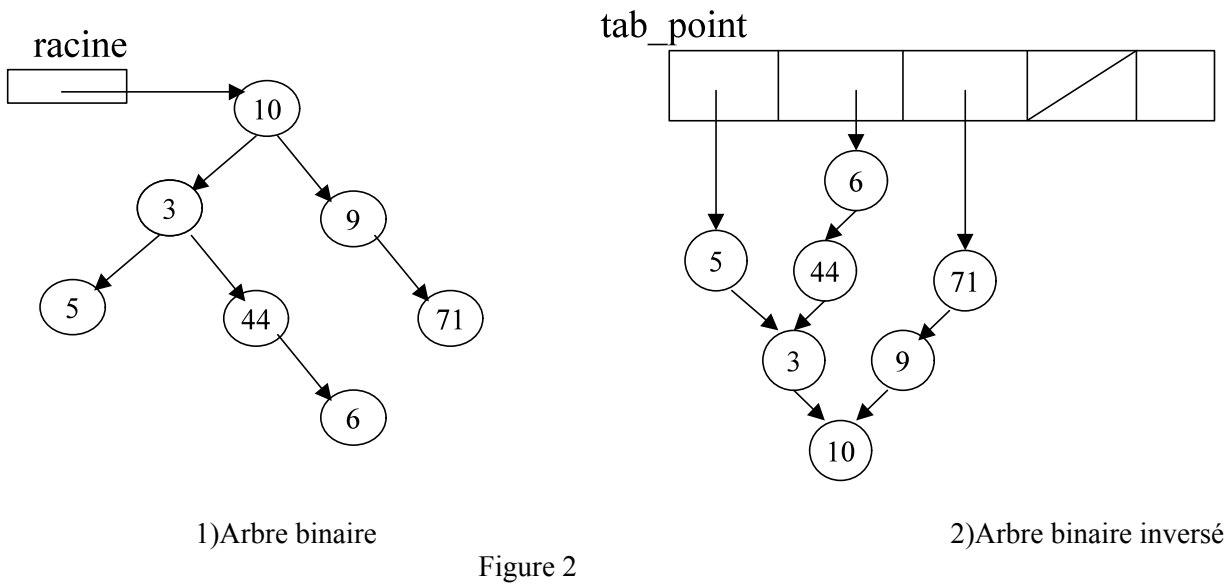 racine
10
3
9
5
44
71
6
1)Arbre binaire
tab_point
6
5
44
71
3
9
10
2)Arbre binaire inversé
Figure 2